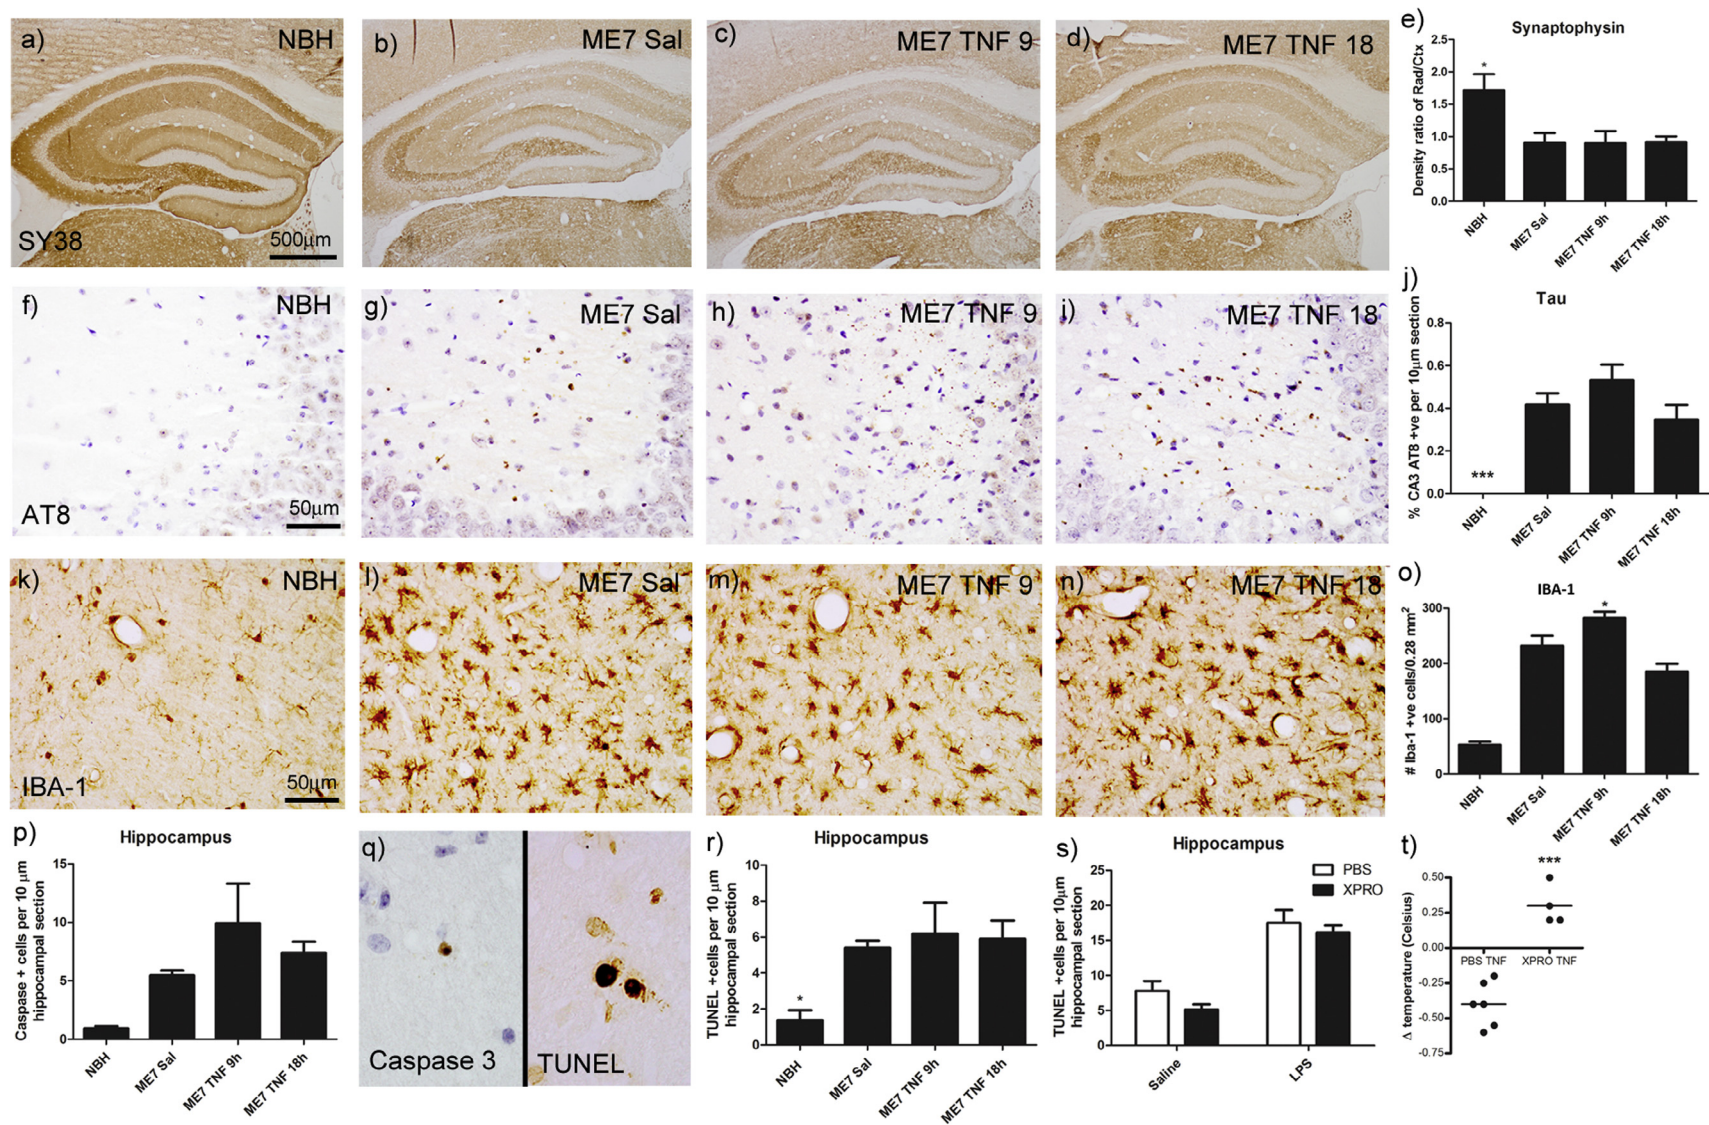 a) NBH
SY38
500μm
b) ME7 Sal
c) ME7 TNF 9
d) ME7 TNF 18
e)
Synaptophysin
Density ratio of Rad/Ctx
2.5
2.0
1.5
1.0
0.5
0.0
*
NBH
ME7 Sal
ME7 TNF 9h
ME7 TNF 18h
f) NBH
AT8
50μm
g) ME7 Sal
h) ME7 TNF 9
i) ME7 TNF 18
j)
Tau
% CA3 AT8 +ve per 10μm section
0.8
0.6
0.4
0.2
0.0
***
NBH
ME7 Sal
ME7 TNF 9h
ME7 TNF 18h
k) NBH
IBA-1
50μm
l) ME7 Sal
m) ME7 TNF 9
n) ME7 TNF 18
o)
IBA-1
# Iba-1 +ve cells/0.28 mm²
300
200
100
0
*
NBH
ME7 Sal
ME7 TNF 9h
ME7 TNF 18h
p)
Hippocampus
Caspase + cells per 10 μm
hippocampal section
15
10
5
0
NBH
ME7 Sal
ME7 TNF 9h
ME7 TNF 18h
q)
Caspase 3
TUNEL
r)
Hippocampus
TUNEL +cells per 10 μm
hippocampal section
10
8
6
4
2
0
*
NBH
ME7 Sal
ME7 TNF 9h
ME7 TNF 18h
s)
Hippocampus
PBS
XPRO
TUNEL +cells per 10μm
hippocampal section
25
20
15
10
5
0
Saline
LPS
t)
***
Δ temperature (Celsius)
0.50
0.25
0.00
-0.25
-0.50
-0.75
PBS TNF
XPRO TNF